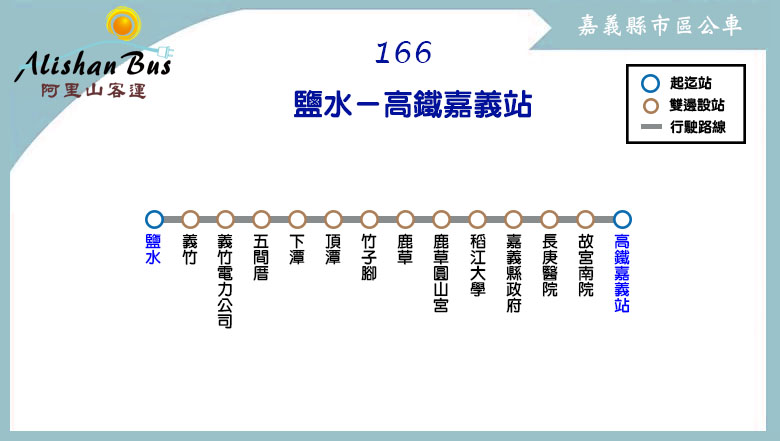 Alishan Bus
阿里山客運
嘉義縣市區公車
166
鹽水－高鐵嘉義站
起迄站
雙邊設站
行駛路線
鹽水
義竹
義竹電力公司
五間厝
下潭
頂潭
竹子腳
鹿草
鹿草圓山宮
稻江大學
嘉義縣政府
長庚醫院
故宮南院
高鐵嘉義站